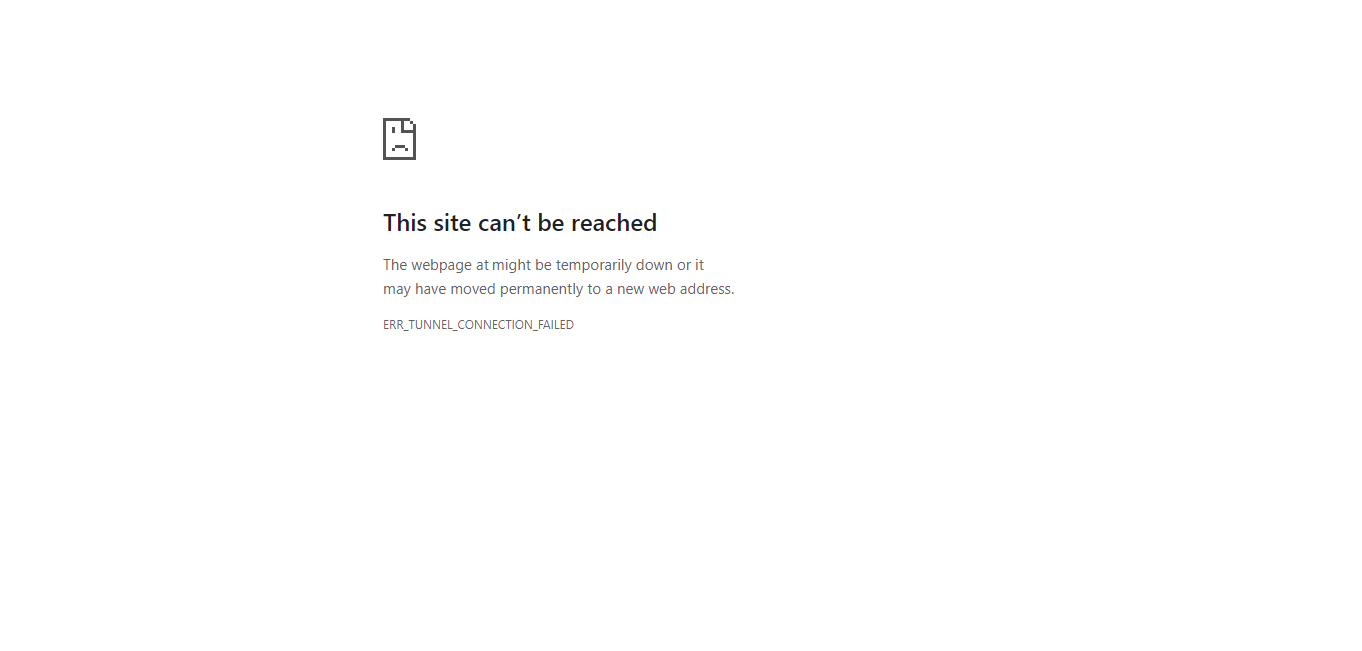 This site can’t be reached
The webpage at might be temporarily down or it
may have moved permanently to a new web address.
ERR_TUNNEL_CONNECTION_FAILED